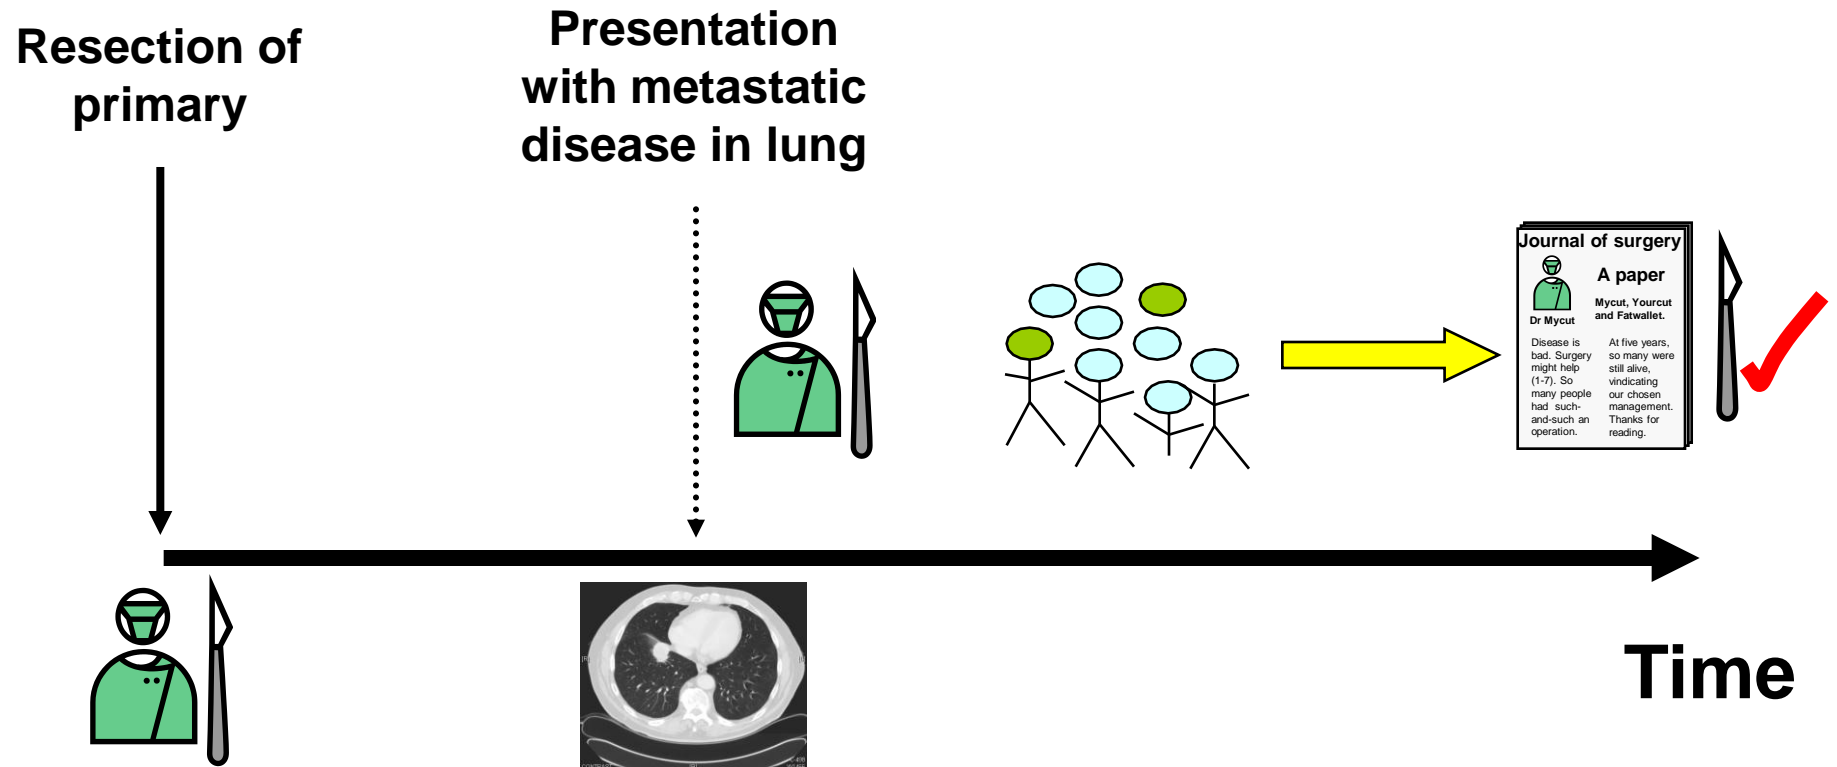 Resection of
primary
Presentation
with metastatic
disease in lung
Journal of surgery
A paper
Mycut, Yourcut
and Fatwallet.
Dr Mycut
Disease is
bad. Surgery
might help
(1-7). So
many people
had such-
and-such an
operation.
At five years,
so many were
still alive,
vindicating
our chosen
management.
Thanks for
reading.
Time